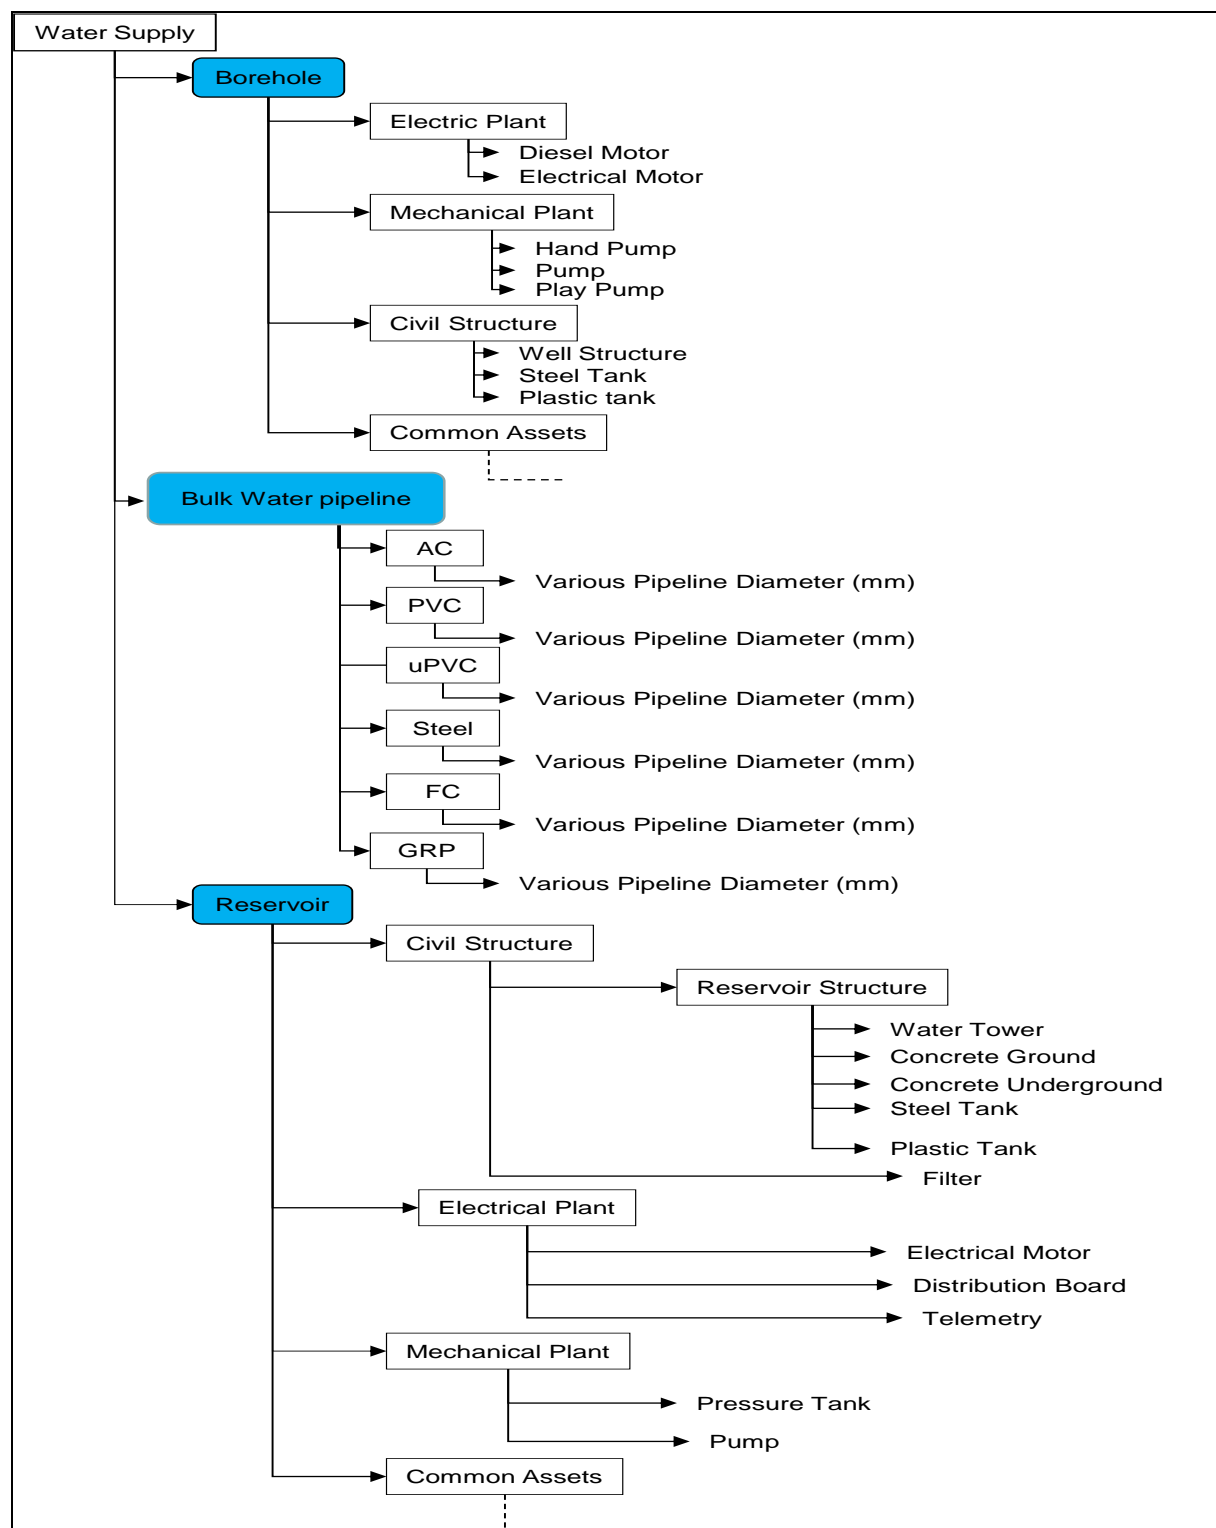 Water Supply
Borehole
Electric Plant
Diesel Motor
Electrical Motor
Mechanical Plant
Hand Pump
Pump
Play Pump
Civil Structure
Well Structure
Steel Tank
Plastic tank
Common Assets
Bulk Water pipeline
AC
Various Pipeline Diameter (mm)
PVC
Various Pipeline Diameter (mm)
uPVC
Various Pipeline Diameter (mm)
Steel
Various Pipeline Diameter (mm)
FC
Various Pipeline Diameter (mm)
GRP
Various Pipeline Diameter (mm)
Reservoir
Civil Structure
Reservoir Structure
Water Tower
Concrete Ground
Concrete Underground
Steel Tank
Plastic Tank
Filter
Electrical Plant
Electrical Motor
Distribution Board
Telemetry
Mechanical Plant
Pressure Tank
Pump
Common Assets